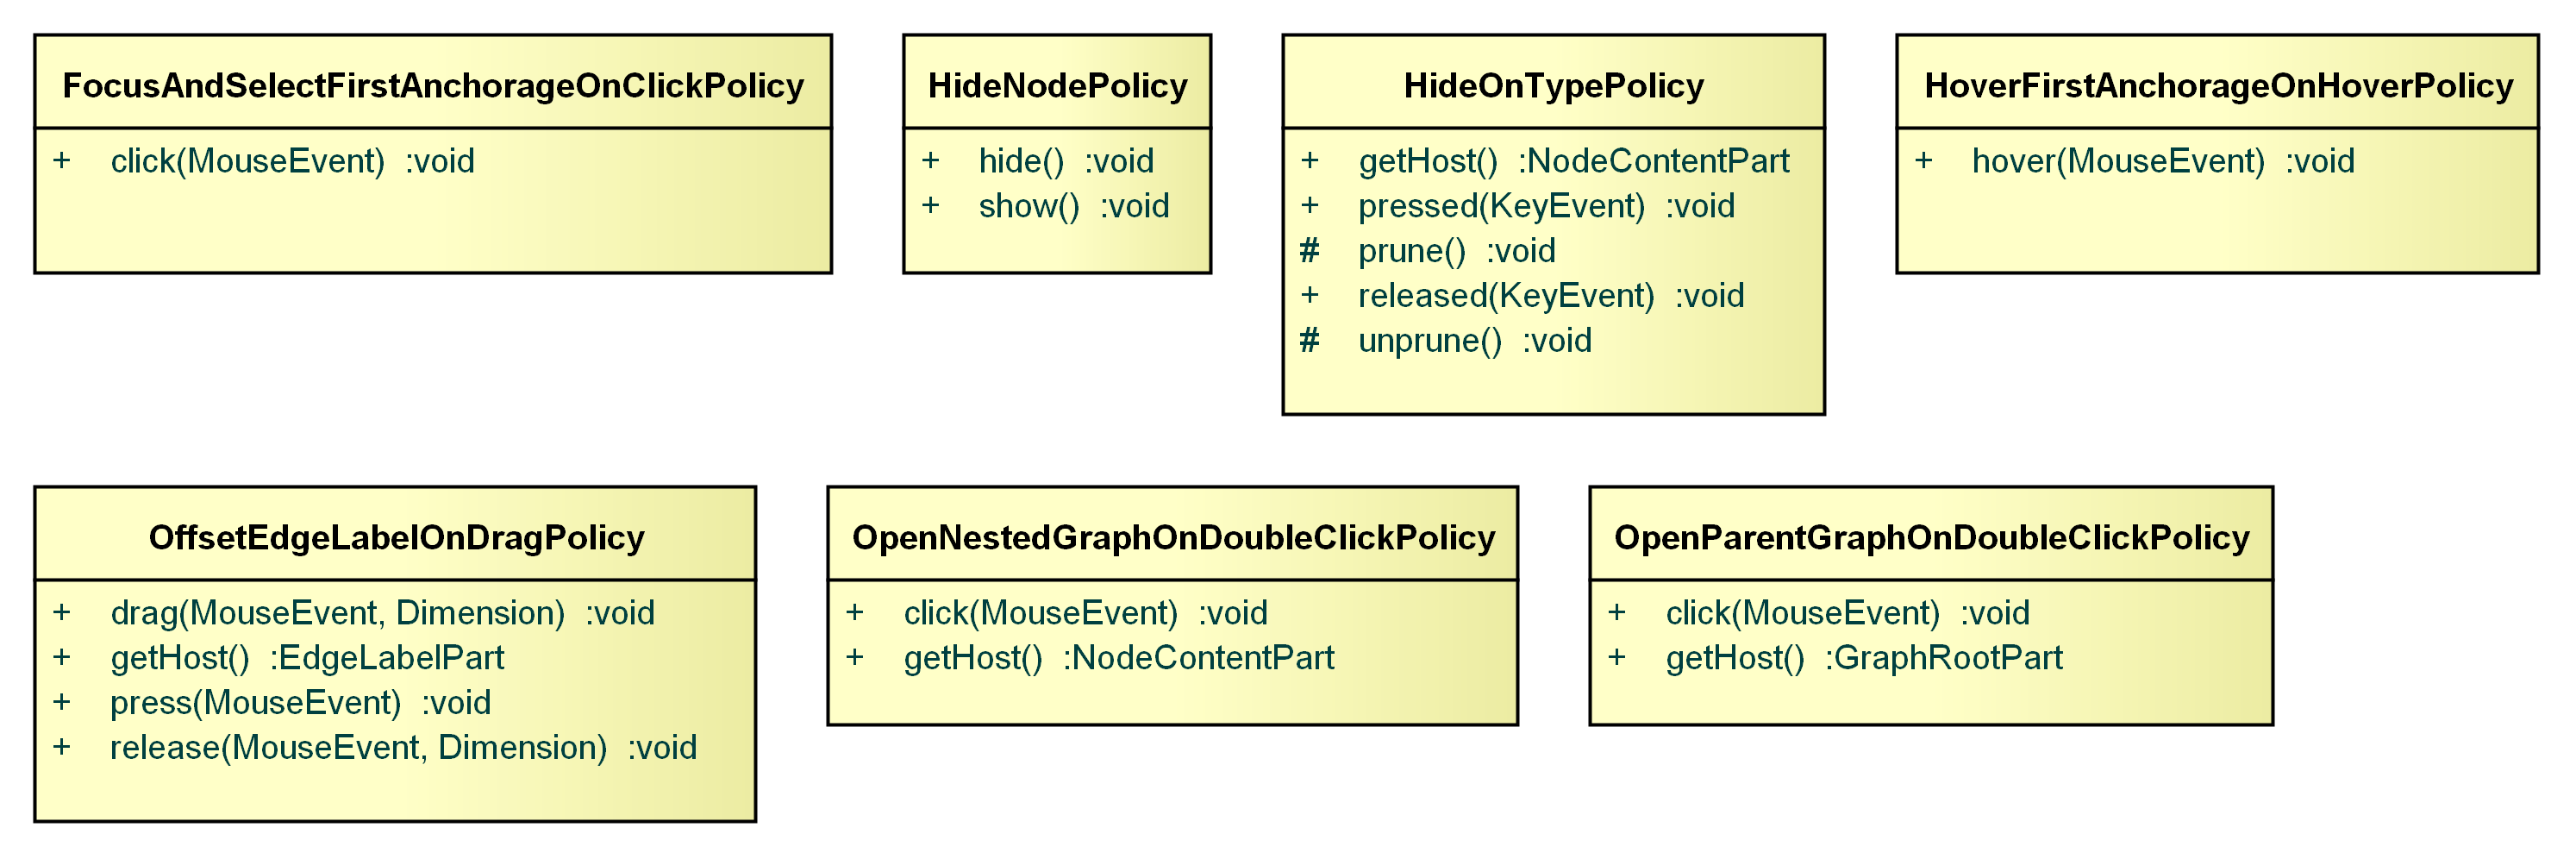 FocusAndSelectFirstAnchorageOnClickPolicy
+ click(MouseEvent) :void
HideNodePolicy
+ hide() :void
+ show() :void
HideOnTypePolicy
+ getHost() :NodeContentPart
+ pressed(KeyEvent) :void
# prune() :void
+ released(KeyEvent) :void
# unprune() :void
HoverFirstAnchorageOnHoverPolicy
+ hover(MouseEvent) :void
OffsetEdgeLabelOnDragPolicy
+ drag(MouseEvent, Dimension) :void
+ getHost() :EdgeLabelPart
+ press(MouseEvent) :void
+ release(MouseEvent, Dimension) :void
OpenNestedGraphOnDoubleClickPolicy
+ click(MouseEvent) :void
+ getHost() :NodeContentPart
OpenParentGraphOnDoubleClickPolicy
+ click(MouseEvent) :void
+ getHost() :GraphRootPart